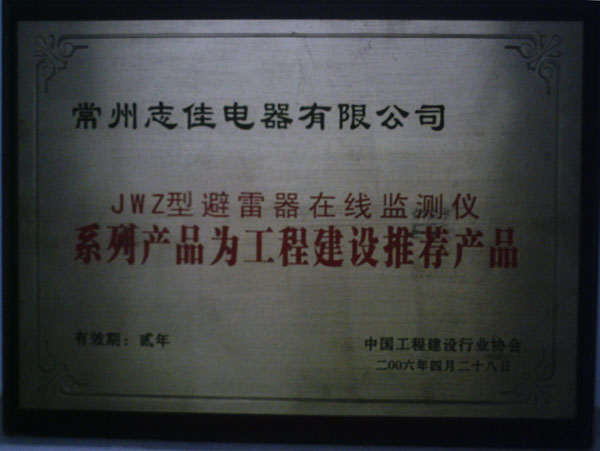 常州志佳电器有限公司
JWZ型避雷器在线监测仪
系列产品为工程建设推荐产品
有效期：贰年
中国工程建设行业协会
二00六年四月二十八日